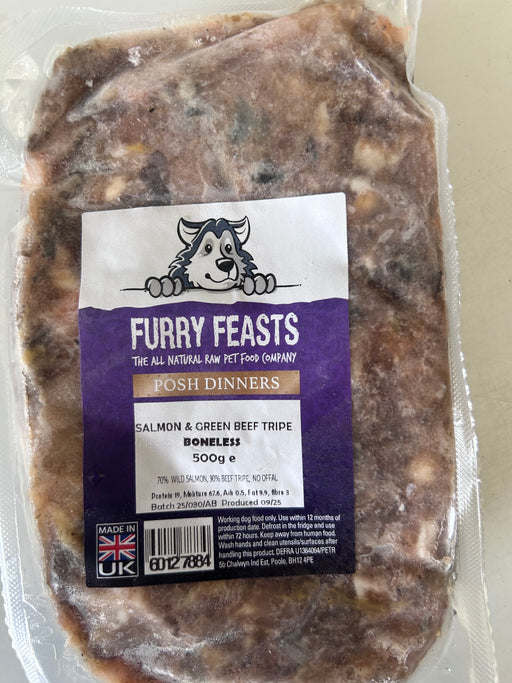 FURRY FEASTS
THE ALL NATURAL RAW PET FOOD COMPANY
POSH DINNERS
SALMON & GREEN BEEF TRIPE
BONELESS
500g e
70% WILD SALMON, 30% BEEF TRIPE, NO OFFAL
Protein 19, Moisture 67.6, Ash 0.5, Fat 9.9, fibre 3
Batch 25/030/AB Produced 09/25
MADE IN
UK
6012 7884
Working dog food only. Use within 12 months of
production date. Defrost in the fridge and use
within 72 hours. Keep away from human food.
Wash hands and clean utensils/surfaces after
handling this product. DEFRA U1364064/PETR
5b Chalwyn Ind Est, Poole, BH12 4PE